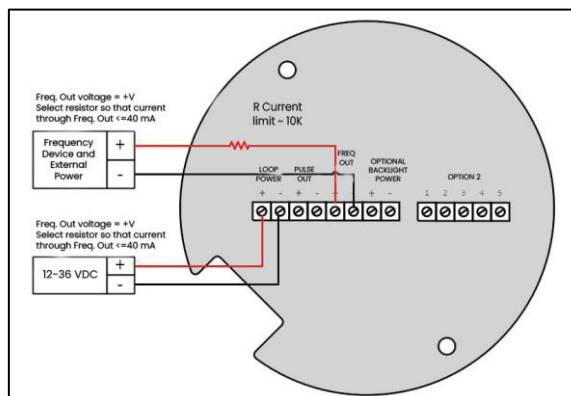 Freq. Out voltage = +V
Select resistor so that current
through Freq. Out <=40 mA
Frequency
Device and
External
Power
+
-
R Current
limit ~ 10K
LOOP
POWER
PULSE
OUT
FREQ
OUT
OPTIONAL
BACKLIGHT
POWER
OPTION 2
+ - + - + + -
1 2 3 4 5
Freq. Out voltage = +V
Select resistor so that current
through Freq. Out <=40 mA
12-36 VDC
+
-